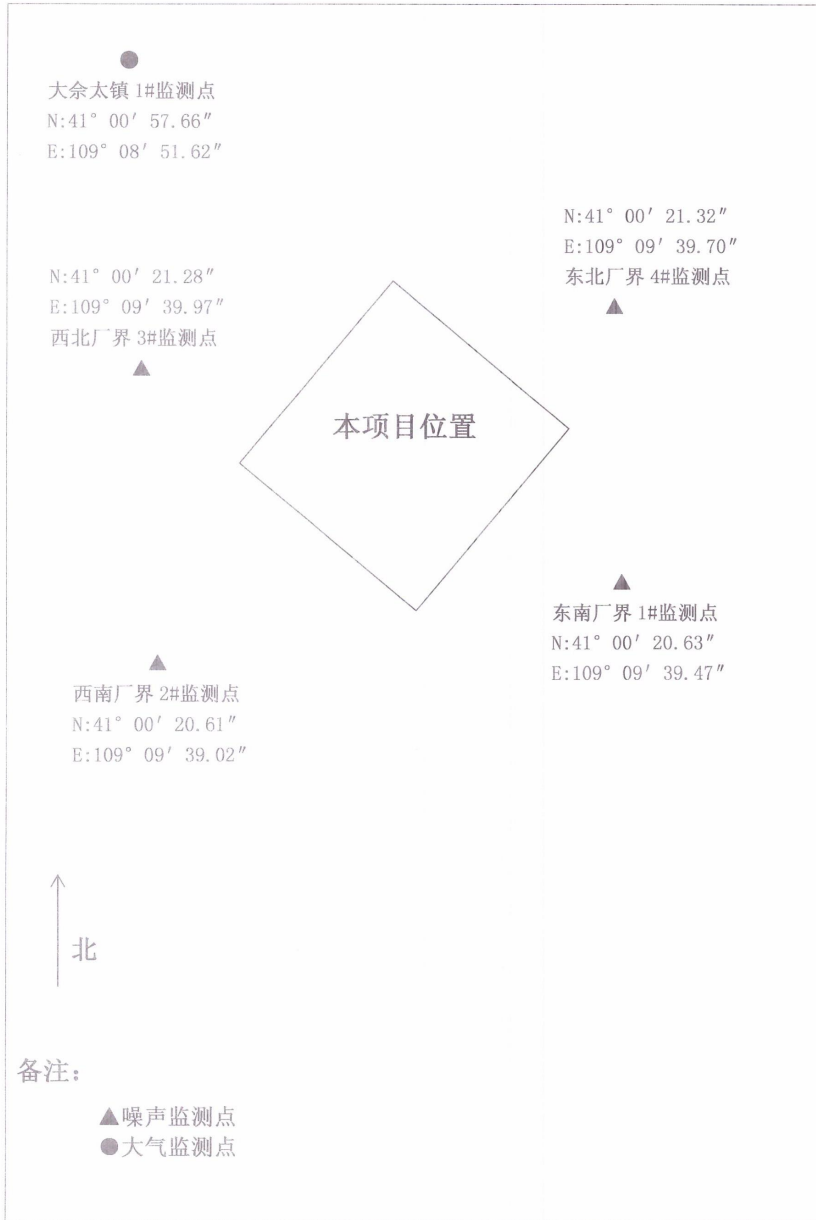 大佘太镇 1#监测点
N:41° 00′ 57.66″
E:109° 08′ 51.62″
N:41° 00′ 21.32″
E:109° 09′ 39.70″
东北厂界 4#监测点
N:41° 00′ 21.28″
E:109° 09′ 39.97″
西北厂界 3#监测点
本项目位置
东南厂界 1#监测点
N:41° 00′ 20.63″
E:109° 09′ 39.47″
西南厂界 2#监测点
N:41° 00′ 20.61″
E:109° 09′ 39.02″
北
备注：
▲噪声监测点
●大气监测点